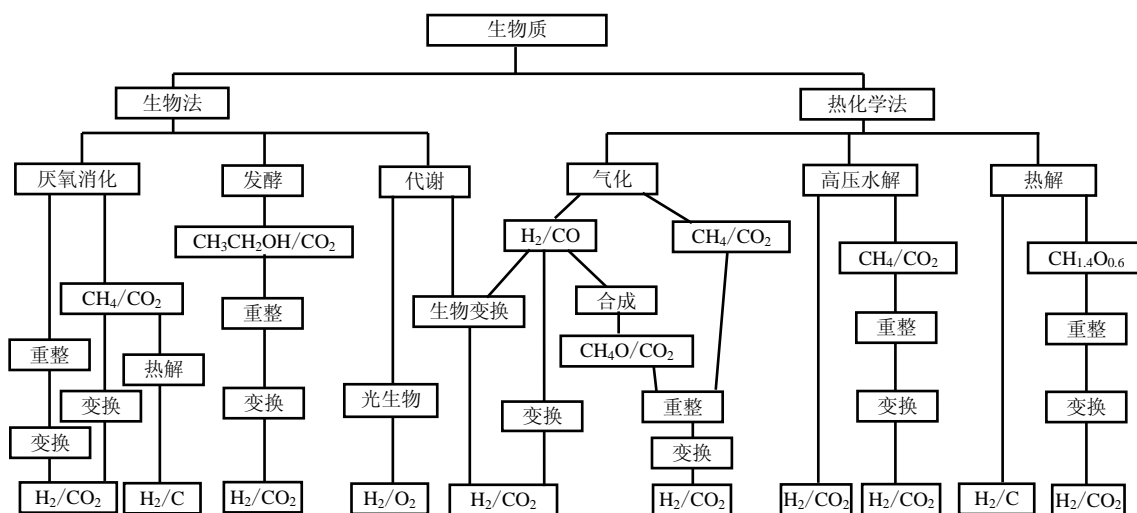 生物质
生物法
热化学法
厌氧消化
发酵
代谢
气化
高压水解
热解
CH₃CH₂OH/CO₂
H₂/CO
CH₄/CO₂
CH₄/CO₂
CH₁.₄O₀.₆
CH₄/CO₂
重整
生物变换
合成
重整
重整
重整
热解
CH₄O/CO₂
变换
变换
光生物
变换
重整
变换
变换
变换
变换
H₂/CO₂
H₂/C
H₂/CO₂
H₂/O₂
H₂/CO₂
H₂/CO₂
H₂/CO₂
H₂/CO₂
H₂/C
H₂/CO₂